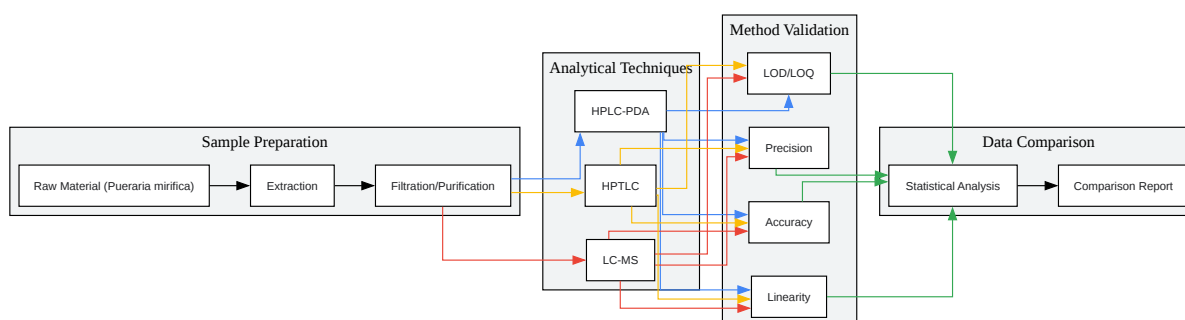 Sample Preparation
Raw Material (Pueraria mirifica)
Extraction
Filtration/Purification
Analytical Techniques
HPLC-PDA
HPTLC
LC-MS
Method Validation
LOD/LOQ
Precision
Accuracy
Linearity
Data Comparison
Statistical Analysis
Comparison Report